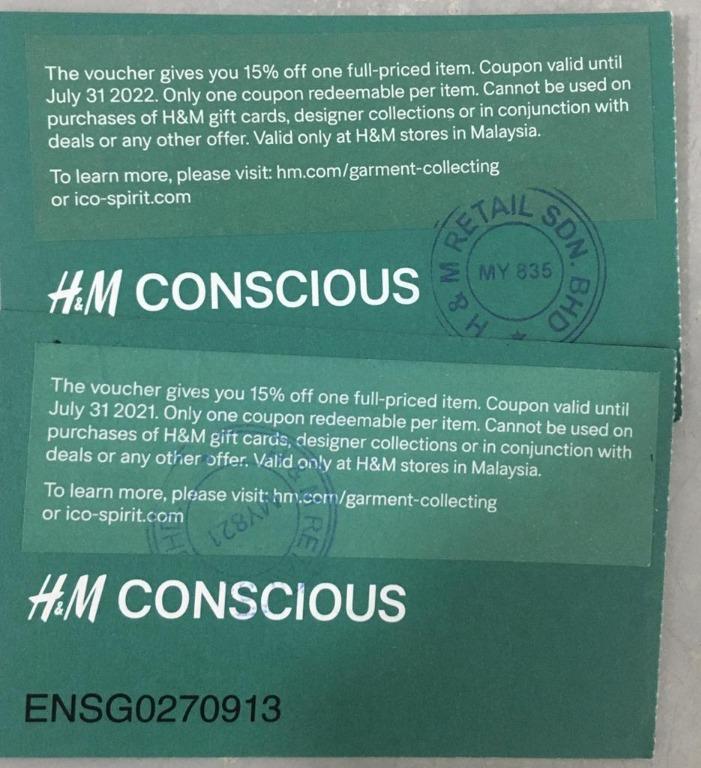 The voucher gives you 15% off one full-priced item. Coupon valid until
July 31 2022. Only one coupon redeemable per item. Cannot be used on
purchases of H&M gift cards, designer collections or in conjunction with
deals or any other offer. Valid only at H&M stores in Malaysia.
To learn more, please visit: hm.com/garment-collecting
or ico-spirit.com
H&M RETAIL SDN. BHD
MY 835
H&M CONSCIOUS
The voucher gives you 15% off one full-priced item. Coupon valid until
July 31 2021. Only one coupon redeemable per item. Cannot be used on
purchases of H&M gift cards, designer collections or in conjunction with
deals or any other offer. Valid only at H&M stores in Malaysia.
To learn more, please visit: hm.com/garment-collecting
or ico-spirit.com
MY821
H&M CONSCIOUS
ENSG0270913